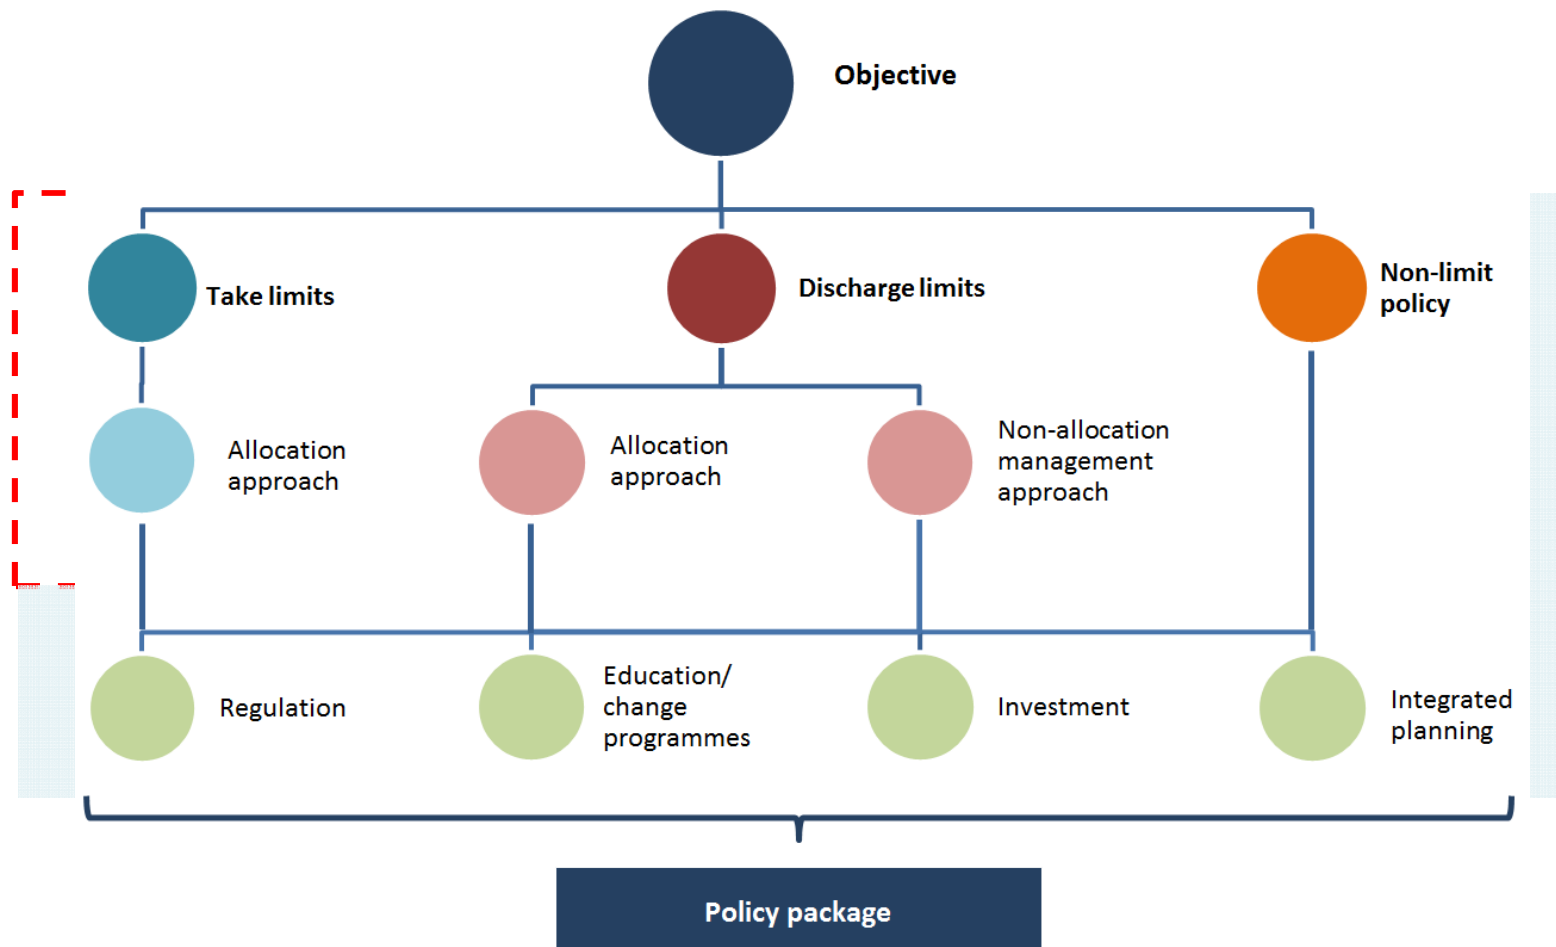 Objective
Take limits
Discharge limits
Non-limit
policy
Allocation
approach
Allocation
approach
Non-allocation
management
approach
Regulation
Education/
change
programmes
Investment
Integrated
planning
Policy package